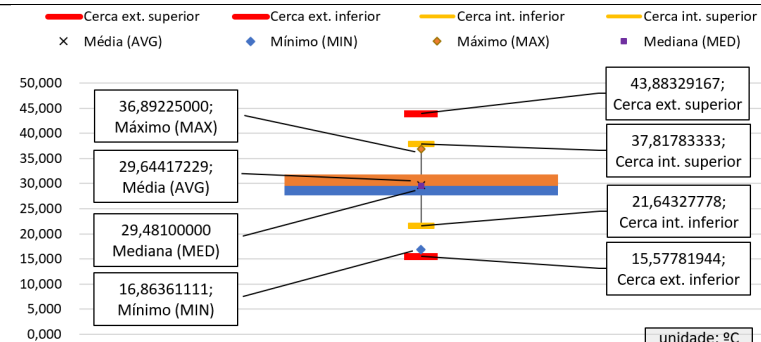 Cerca ext. superior
Cerca ext. inferior
Cerca int. inferior
Cerca int. superior
Média (AVG)
Mínimo (MIN)
Máximo (MAX)
Mediana (MED)
50,000
45,000
40,000
35,000
30,000
25,000
20,000
15,000
10,000
5,000
0,000
36,89225000;
Máximo (MAX)
29,64417229;
Média (AVG)
29,48100000
Mediana (MED)
16,86361111;
Mínimo (MIN)
43,88329167;
Cerca ext. superior
37,81783333;
Cerca int. superior
21,64327778;
Cerca int. inferior
15,57781944;
Cerca ext. inferior
unidade: ºC